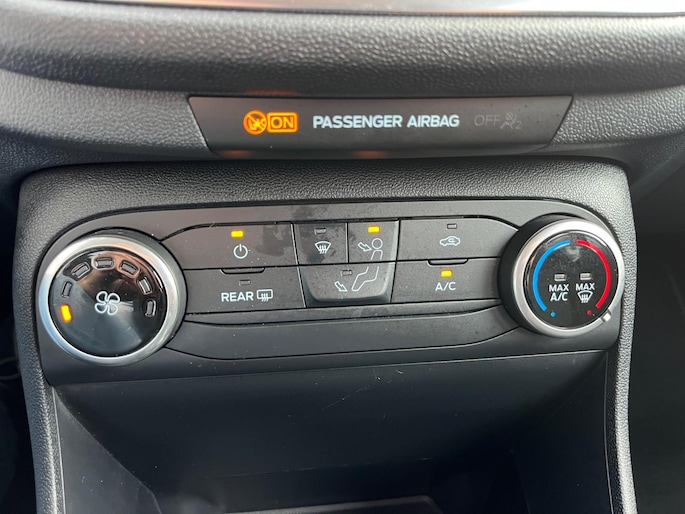 ON PASSENGER AIRBAG OFF
REAR
A/C
MAX A/C
MAX